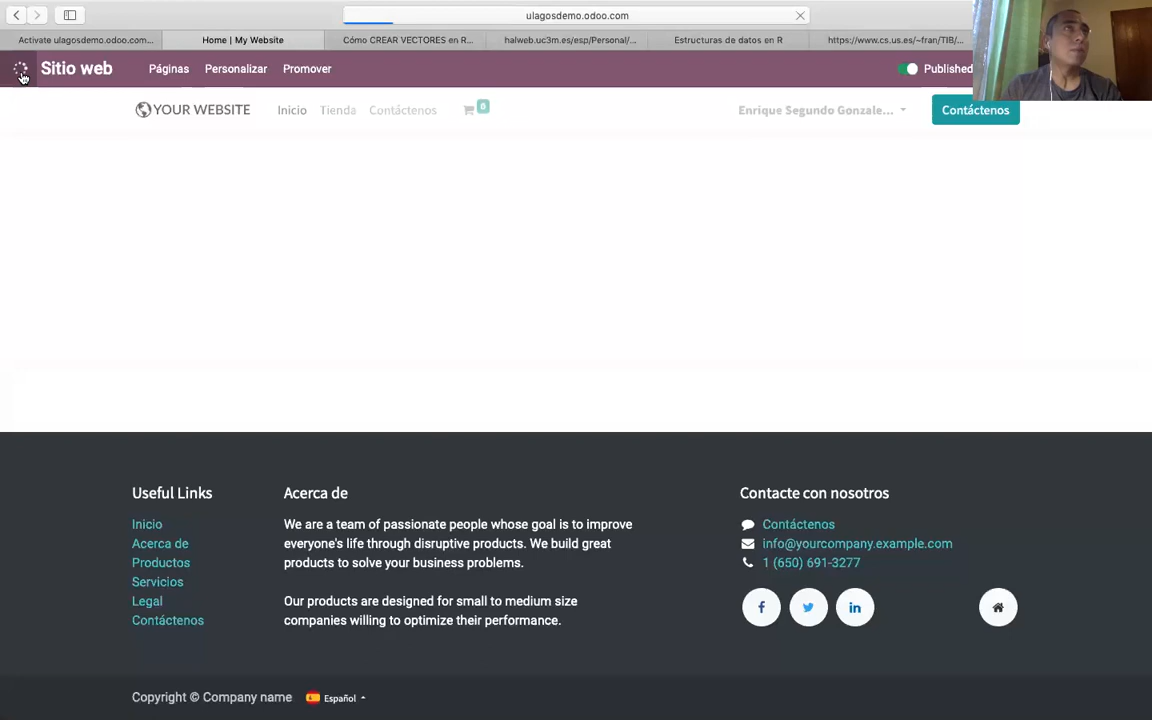 ulagosdemo.odoo.com
Activate ulagosdemo.odoo.com...
Home | My Website
Cómo CREAR VECTORES en R...
halweb.uc3m.es/esp/Personal/...
Estructuras de datos en R
https://www.cs.us.es/~fran/TIB/...
Sitio web
Páginas
Personalizar
Promover
Published
YOUR WEBSITE
Inicio
Tienda
Contáctenos
Enrique Segundo Gonzale...
Contáctenos
Useful Links
Inicio
Acerca de
Productos
Servicios
Legal
Contáctenos
Acerca de
We are a team of passionate people whose goal is to improve
everyone's life through disruptive products. We build great
products to solve your business problems.
Our products are designed for small to medium size
companies willing to optimize their performance.
Contacte con nosotros
Contáctenos
info@yourcompany.example.com
1 (650) 691-3277
Copyright © Company name
Español